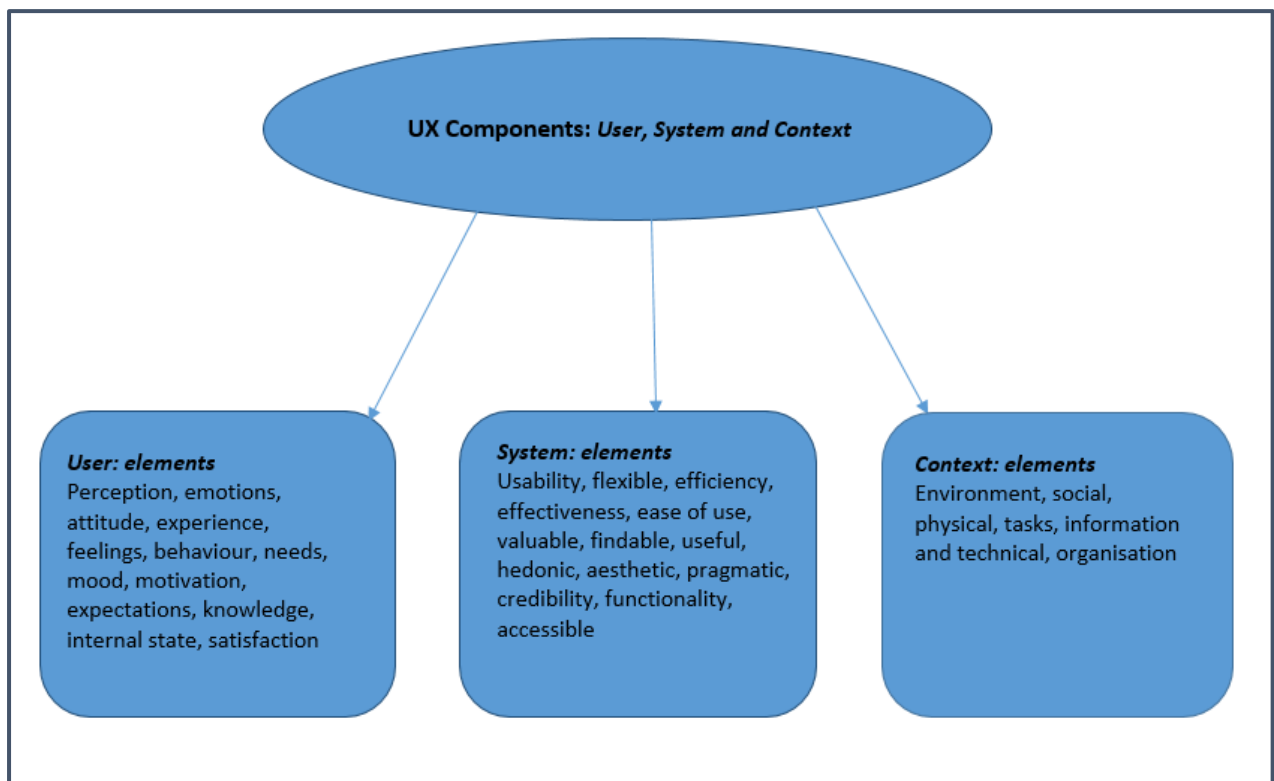 UX Components: User, System and Context
User: elements
Perception, emotions,
attitude, experience,
feelings, behaviour, needs,
mood, motivation,
expectations, knowledge,
internal state, satisfaction
System: elements
Usability, flexible, efficiency,
effectiveness, ease of use,
valuable, findable, useful,
hedonic, aesthetic, pragmatic,
credibility, functionality,
accessible
Context: elements
Environment, social,
physical, tasks, information
and technical, organisation